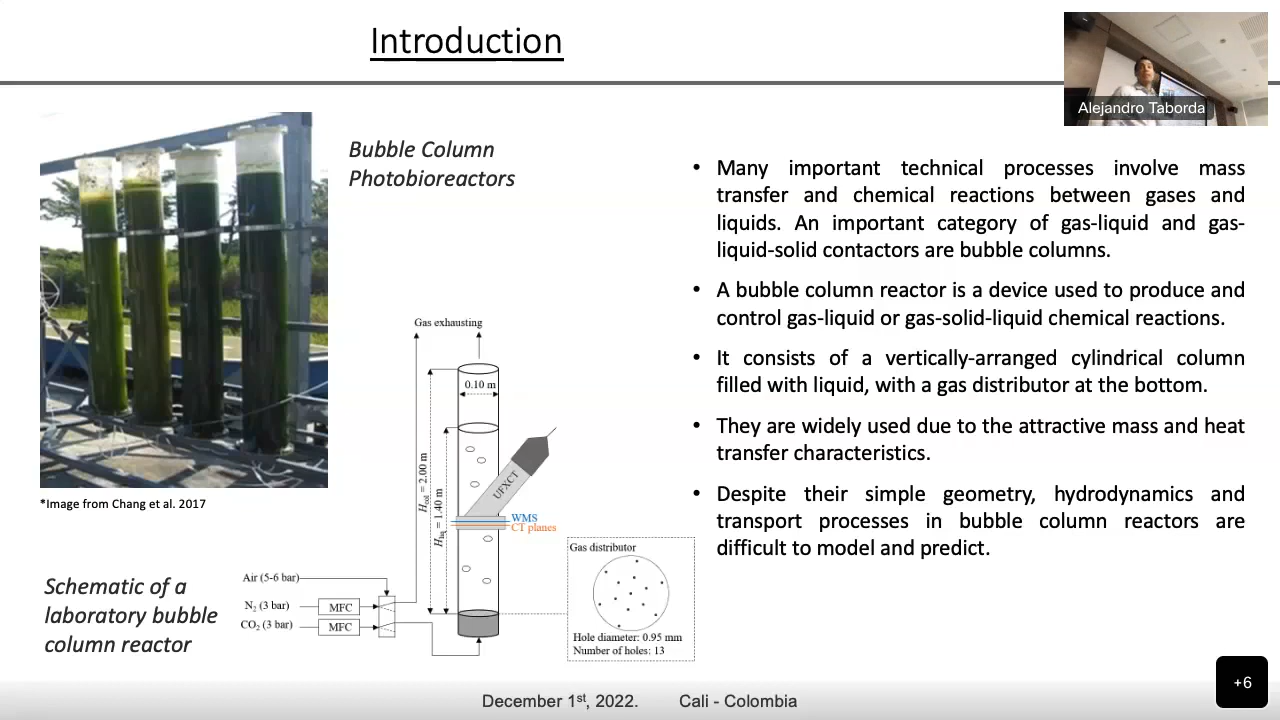 Introduction
Alejandro Taborda
Bubble Column
Photobioreactors
*Image from Chang et al. 2017
Schematic of a
laboratory bubble
column reactor
Gas exhausting
0.10 m
H_col = 2.00 m
H_liq = 1.40 m
UFXCT
WMS
CT planes
Air (5-6 bar)
N₂ (3 bar)
MFC
CO₂ (3 bar)
MFC
Gas distributor
Hole diameter: 0.95 mm
Number of holes: 13
• Many important technical processes involve mass
transfer and chemical reactions between gases and
liquids. An important category of gas-liquid and gas-
liquid-solid contactors are bubble columns.
• A bubble column reactor is a device used to produce and
control gas-liquid or gas-solid-liquid chemical reactions.
• It consists of a vertically-arranged cylindrical column
filled with liquid, with a gas distributor at the bottom.
• They are widely used due to the attractive mass and heat
transfer characteristics.
• Despite their simple geometry, hydrodynamics and
transport processes in bubble column reactors are
difficult to model and predict.
December 1st, 2022. Cali - Colombia
+6